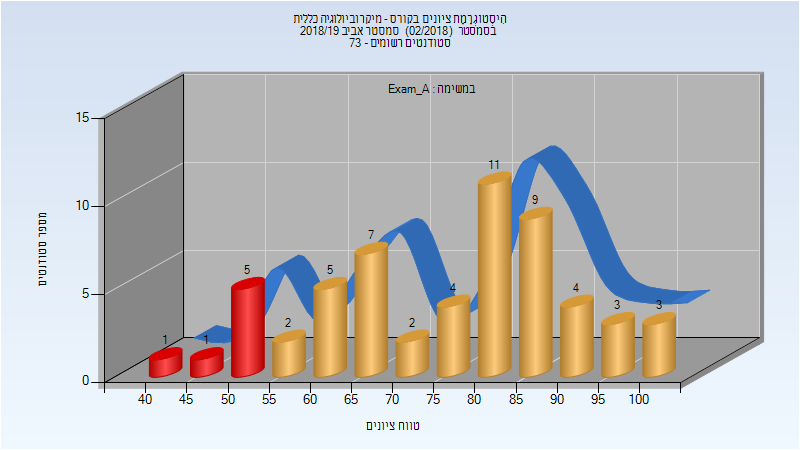 היסטוגרמת ציונים בקורס - מיקרוביולוגיה כללית
בסמסטר (02/2018) סמסטר אביב 2018/19
סטודנטים רשומים - 73
במשימה : Exam_A
מספר סטודנטים
15
10
5
0
1
1
5
2
5
7
2
4
11
9
4
3
3
40 45 50 55 60 65 70 75 80 85 90 95 100
טווח ציונים